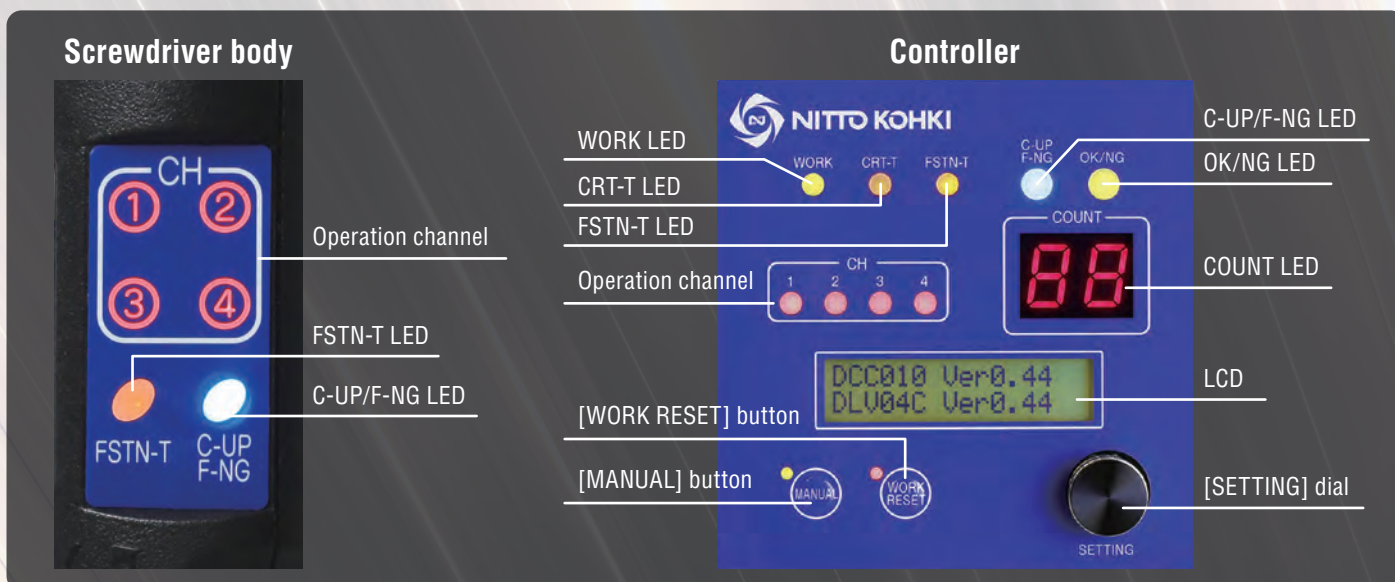 Screwdriver body
CH
1
2
3
4
FSTN-T
C-UP
F-NG
Operation channel
FSTN-T LED
C-UP/F-NG LED
Controller
NITTO KOHKI
WORK
CRT-T
FSTN-T
C-UP
F-NG
OK/NG
COUNT
88
CH
1 2 3 4
DCC010 Ver0.44
DLV04C Ver0.44
MANUAL
WORK
RESET
SETTING
WORK LED
CRT-T LED
FSTN-T LED
Operation channel
[WORK RESET] button
[MANUAL] button
C-UP/F-NG LED
OK/NG LED
COUNT LED
LCD
[SETTING] dial